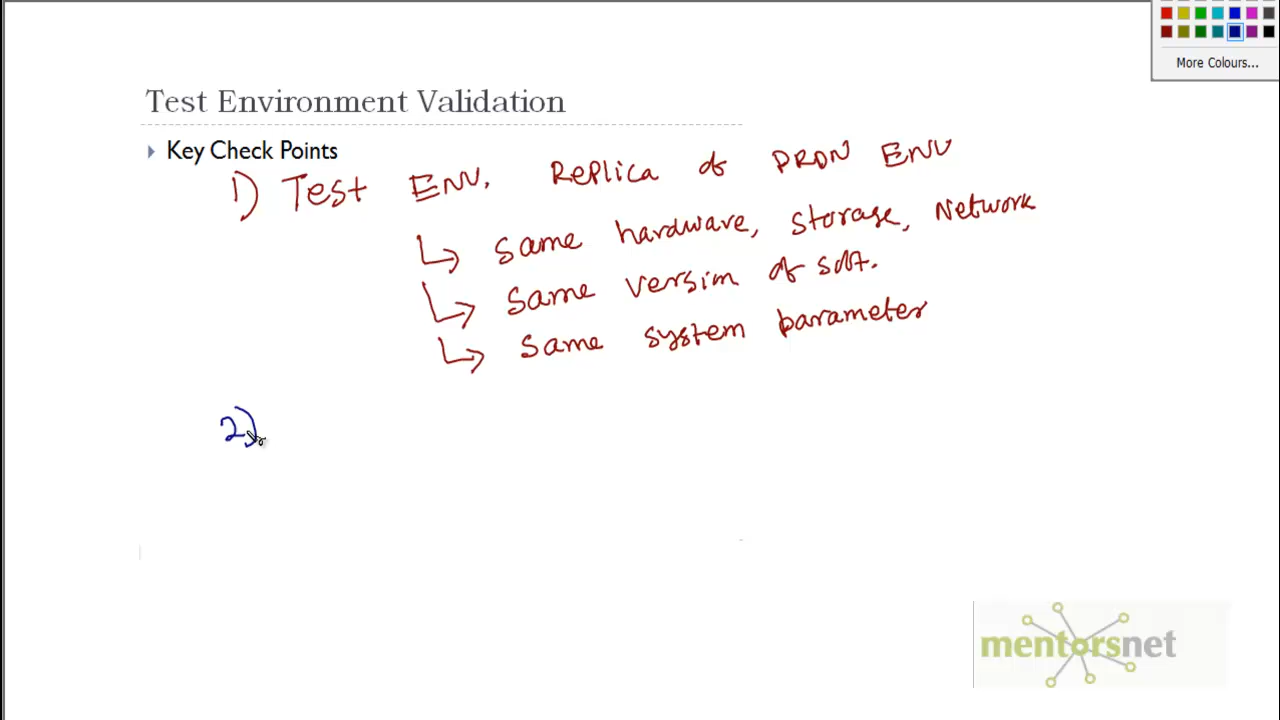 More Colours...
Test Environment Validation
Key Check Points
1) Test ENV. Replica of PRDN ENV
↳ same hardware, storage, Network
↳ same version of soft.
↳ same system parameter
2)
mentorsnet